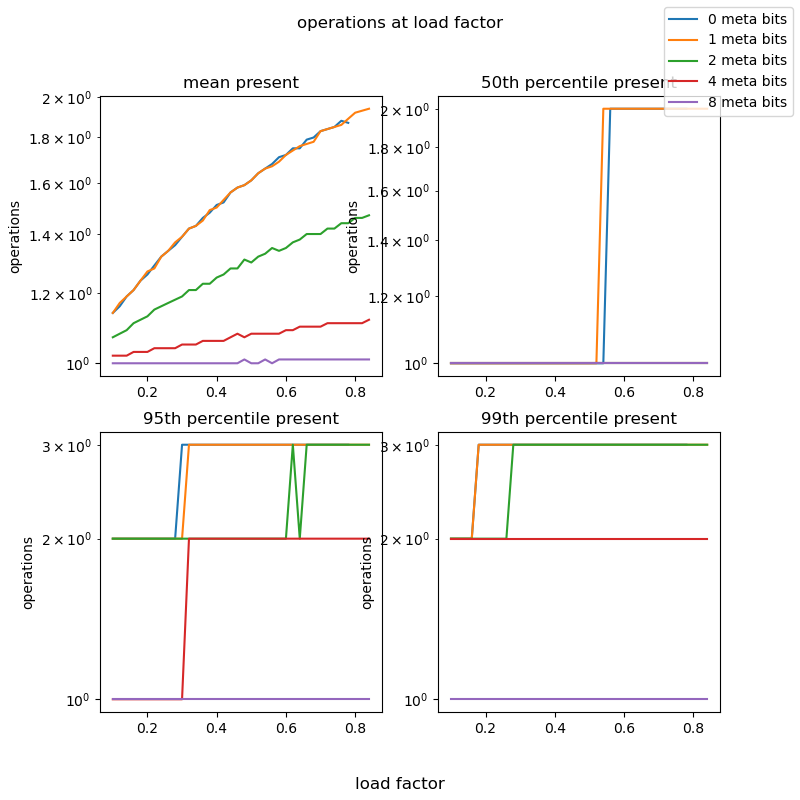 operations at load factor
0 meta bits
1 meta bits
2 meta bits
4 meta bits
8 meta bits
mean present
2 × 10⁰
1.8 × 10⁰
1.6 × 10⁰
1.4 × 10⁰
1.2 × 10⁰
10⁰
operations
0.2 0.4 0.6 0.8
50th percentile present
2 × 10⁰
1.8 × 10⁰
1.6 × 10⁰
1.4 × 10⁰
1.2 × 10⁰
10⁰
operations
0.2 0.4 0.6 0.8
95th percentile present
3 × 10⁰
2 × 10⁰
10⁰
operations
0.2 0.4 0.6 0.8
99th percentile present
3 × 10⁰
2 × 10⁰
10⁰
operations
0.2 0.4 0.6 0.8
load factor